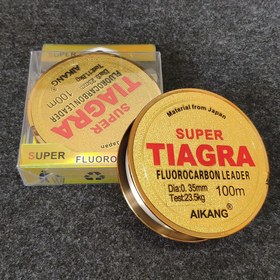 SUPER
FLUOROCARBON LEADER
AIKANG
100m
TIAGRA
SUPER
SUPER
FLUORO
Material from Japan
SUPER
TIAGRA
FLUOROCARBON LEADER
Dia:0.35mm
100m
Test:23.5kg
AIKANG